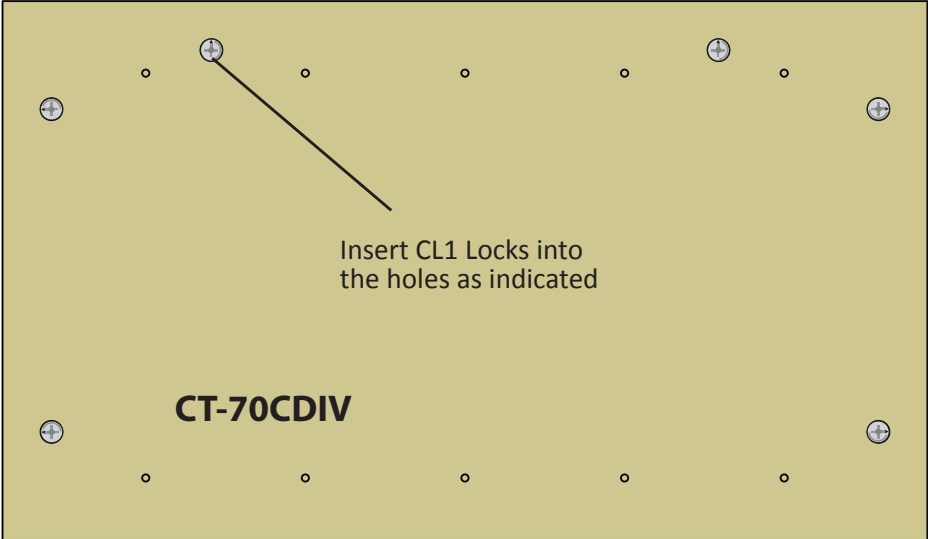 Insert CL1 Locks into
the holes as indicated
CT-70CDIV